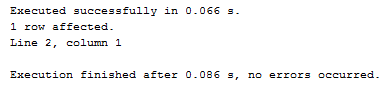 Executed successfully in 0.066 s.
1 row affected.
Line 2, column 1
Execution finished after 0.086 s, no errors occurred.